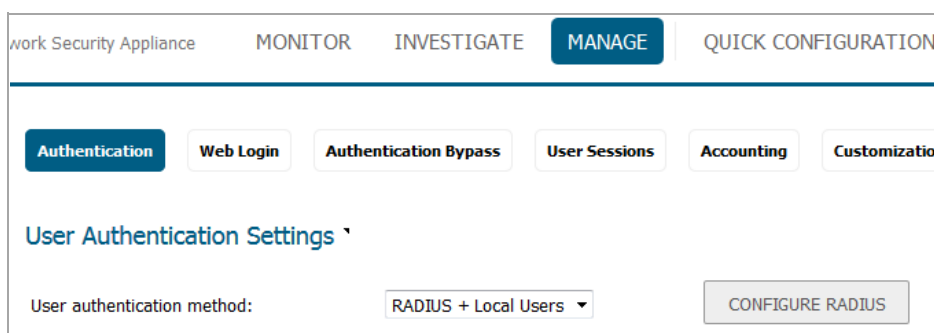 work Security Appliance MONITOR INVESTIGATE MANAGE QUICK CONFIGURATION
Authentication Web Login Authentication Bypass User Sessions Accounting Customizatio
User Authentication Settings
User authentication method: RADIUS + Local Users CONFIGURE RADIUS